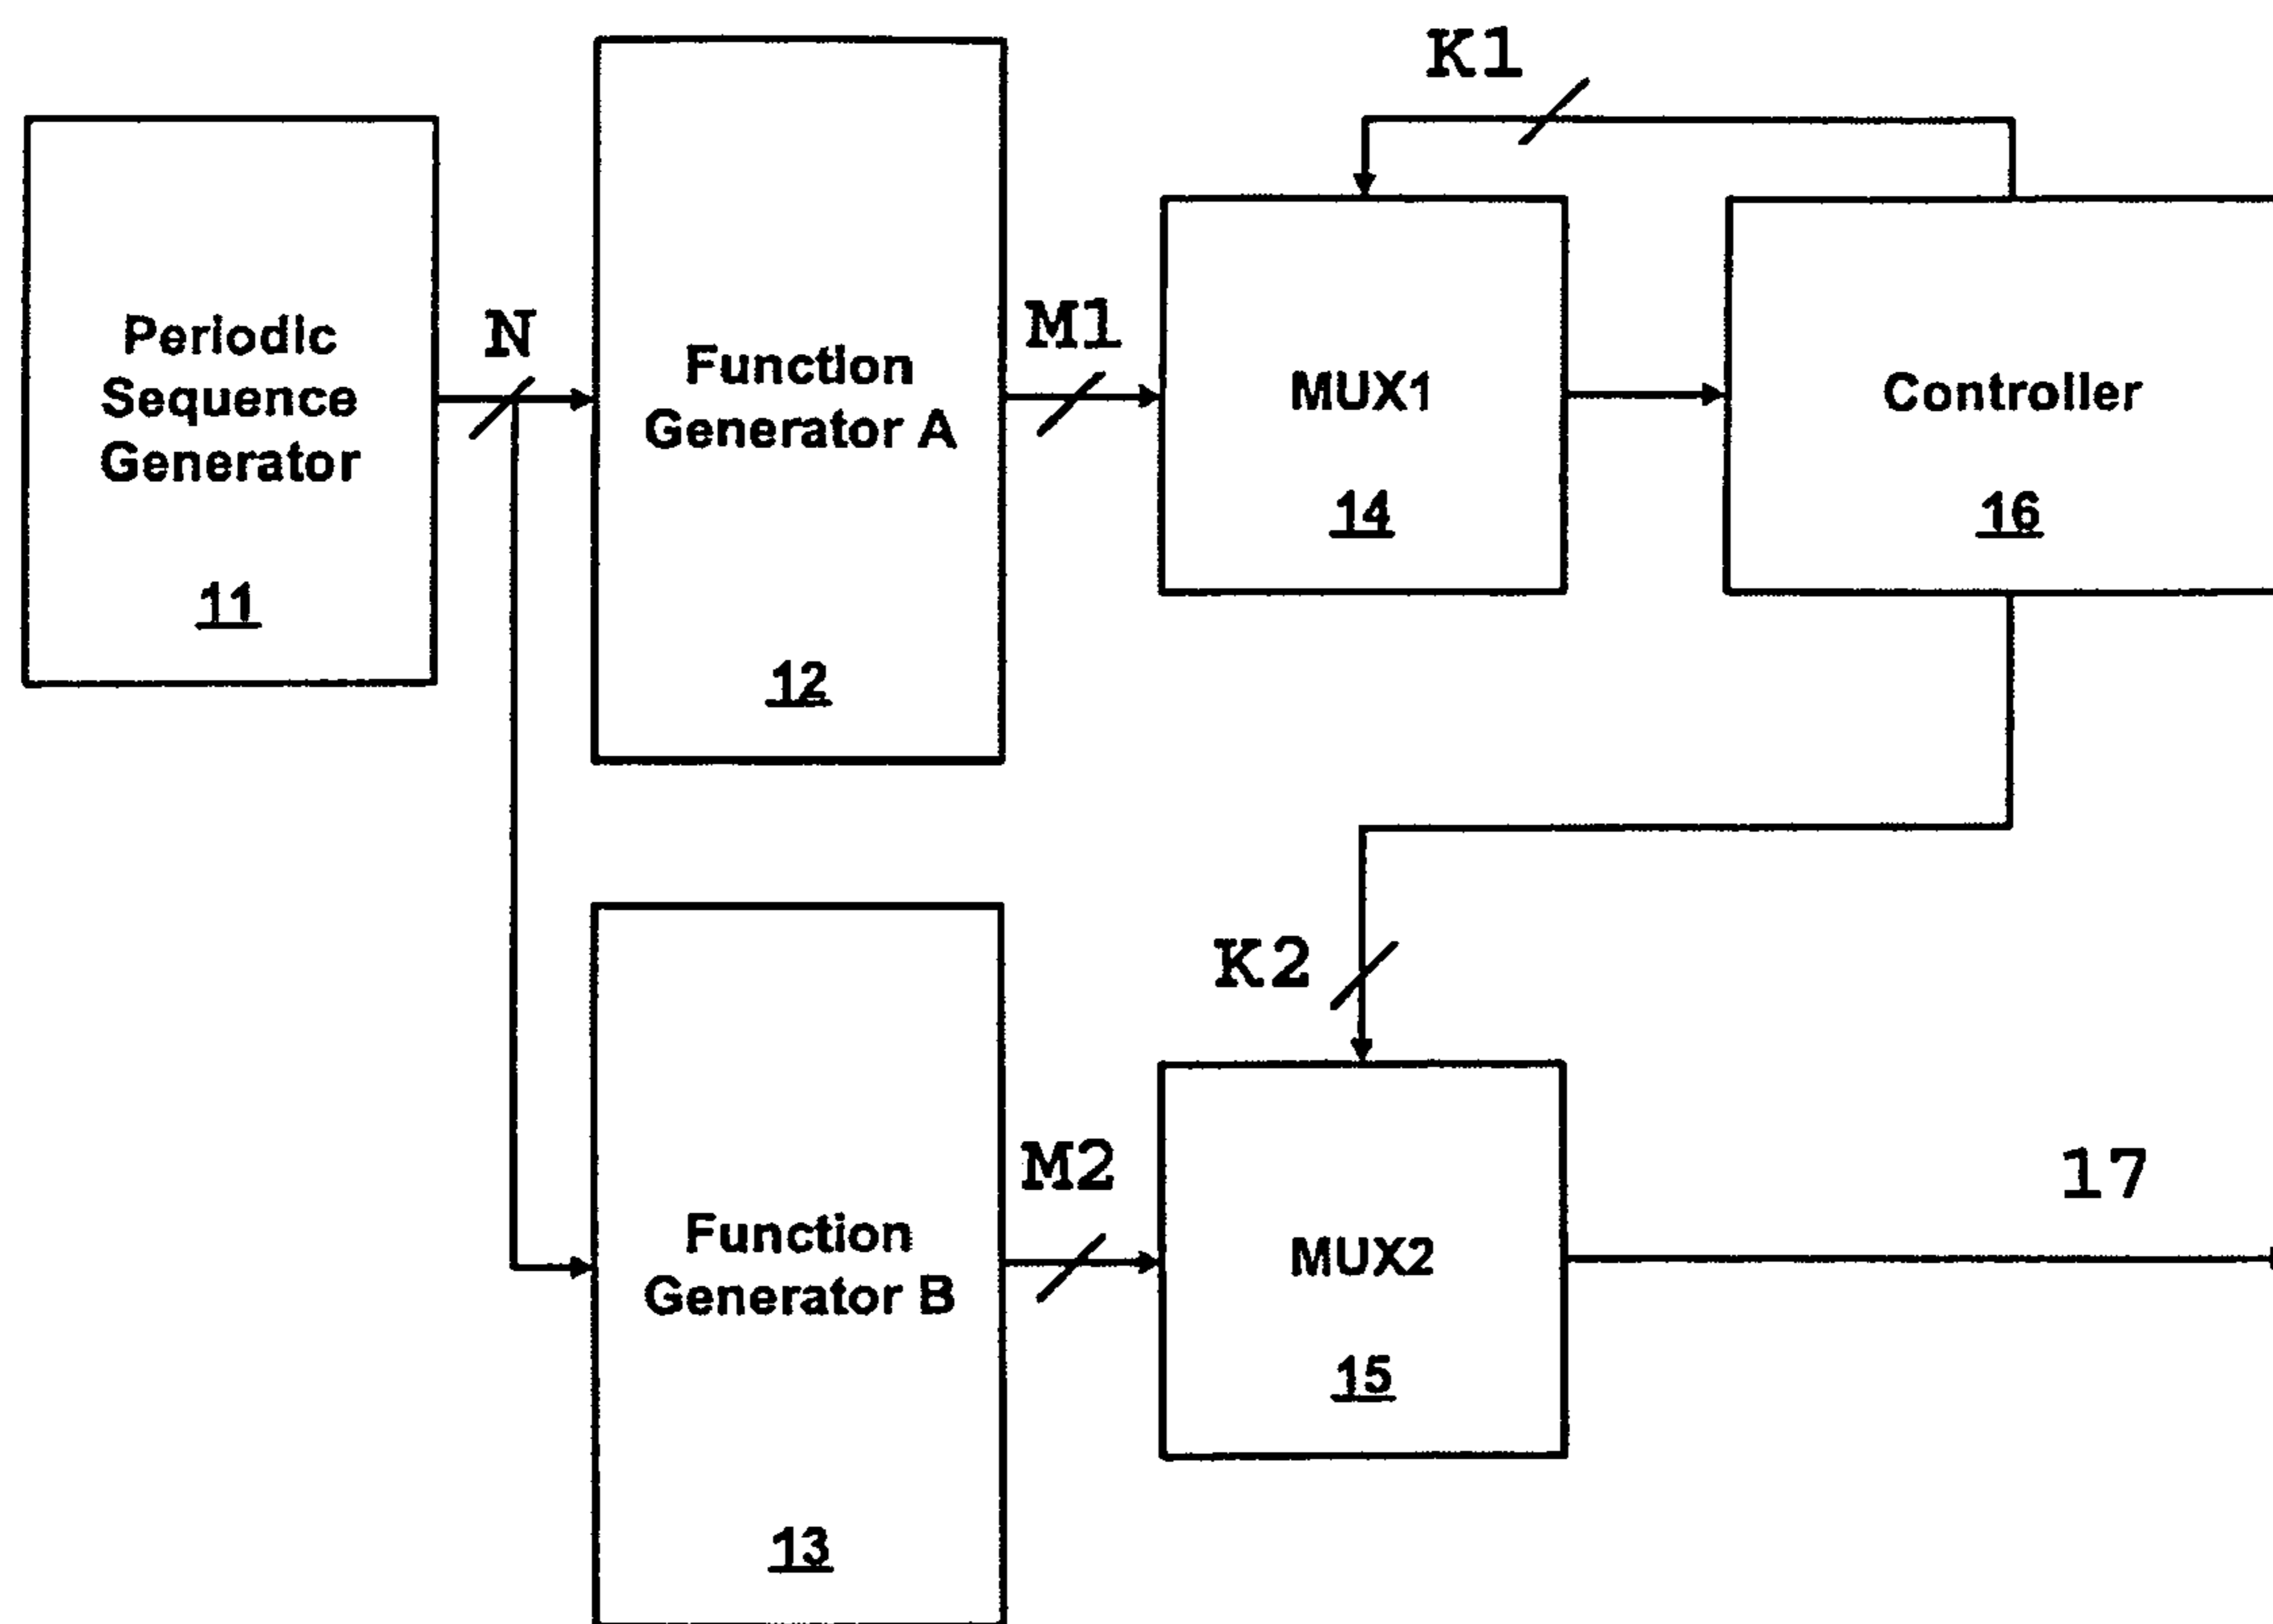 K1
Periodic
Sequence
Generator
11
N
Function
Generator A
12
M1
MUX1
14
Controller
16
K2
Function
Generator B
13
M2
MUX2
15
17